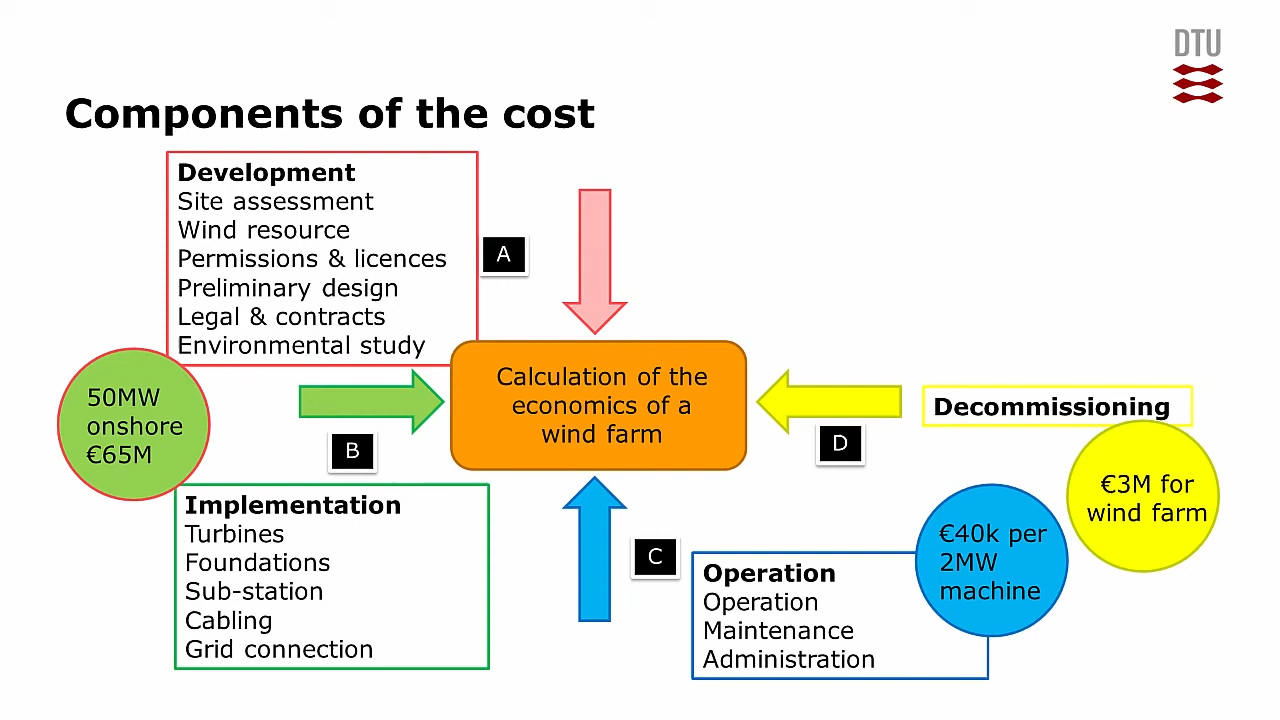 DTU
Components of the cost
Development
Site assessment
Wind resource
Permissions & licences
Preliminary design
Legal & contracts
Environmental study
A
50MW
onshore
€65M
B
Calculation of the
economics of a
wind farm
D
Decommissioning
€3M for
wind farm
Implementation
Turbines
Foundations
Sub-station
Cabling
Grid connection
C
Operation
Operation
Maintenance
Administration
€40k per
2MW
machine